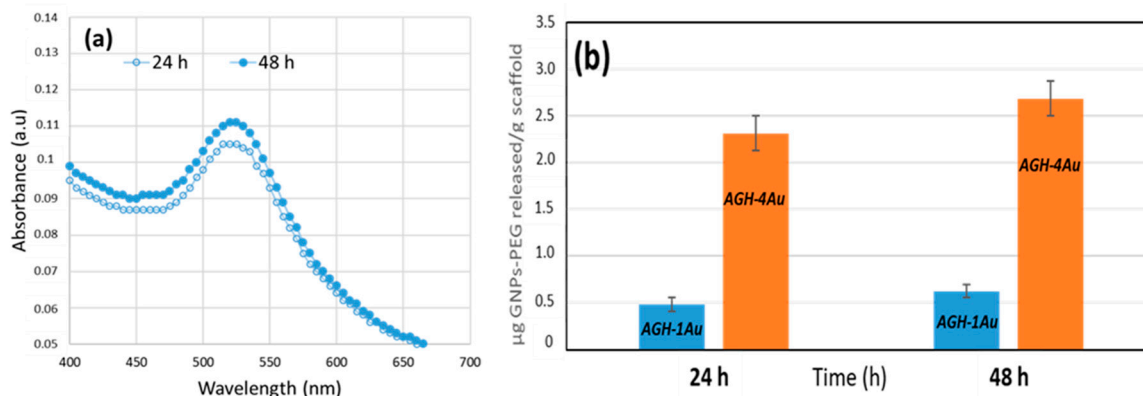 (a)
24 h
48 h
Absorbance (a.u)
0.14
0.13
0.12
0.11
0.1
0.09
0.08
0.07
0.06
0.05
400
450
500
550
600
650
700
Wavelength (nm)
(b)
µg GNPs-PEG released/g scaffold
3.5
3.0
2.5
2.0
1.5
1.0
0.5
0
AGH-1Au
AGH-4Au
AGH-1Au
AGH-4Au
24 h
Time (h)
48 h